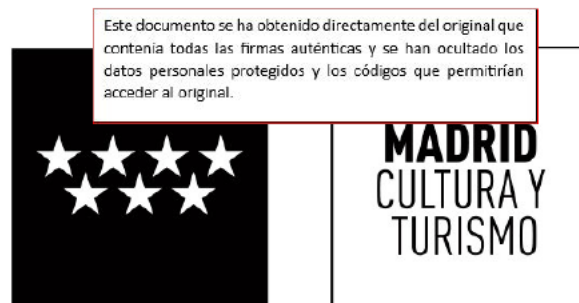 Este documento se ha obtenido directamente del original que
contenía todas las firmas auténticas y se han ocultado los
datos personales protegidos y los códigos que permitirían
acceder al original.
MADRID
CULTURA Y
TURISMO